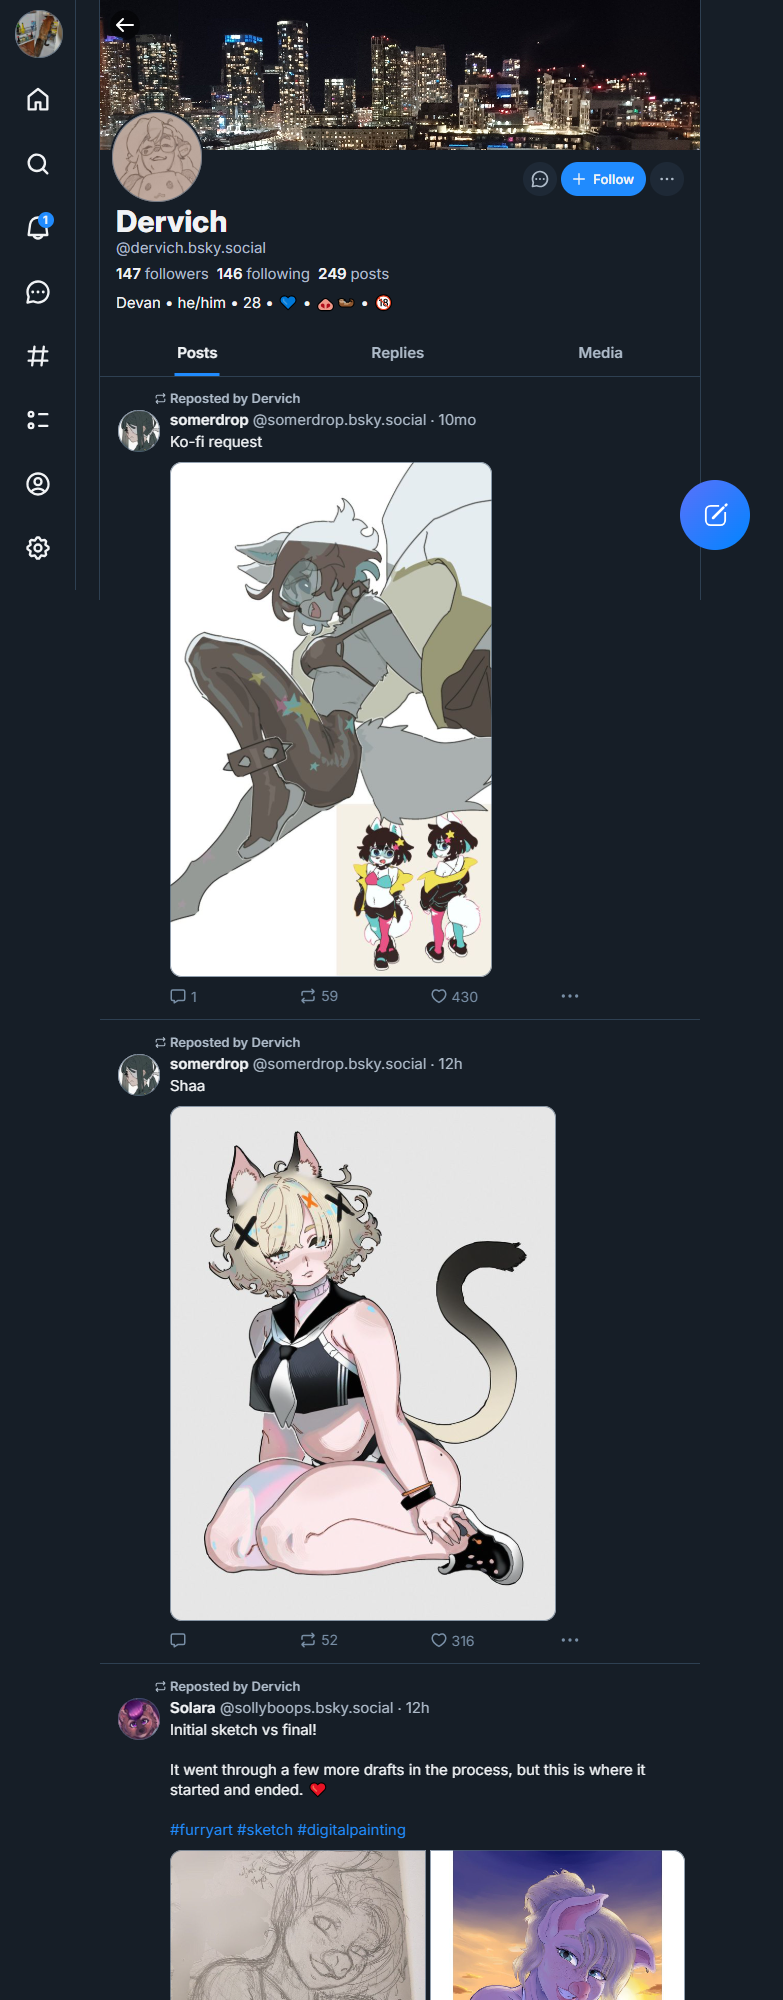 1
Follow
Dervich
@dervich.bsky.social
147 followers 146 following 249 posts
Devan • he/him • 28 • 💙 • 🐽 🌭 • 🔞
Posts Replies Media
Reposted by Dervich
somerdrop @somerdrop.bsky.social · 10mo
Ko-fi request
1 59 430
Reposted by Dervich
somerdrop @somerdrop.bsky.social · 12h
Shaa
52 316
Reposted by Dervich
Solara @sollyboops.bsky.social · 12h
Initial sketch vs final!
It went through a few more drafts in the process, but this is where it
started and ended. ❤️
#furryart #sketch #digitalpainting